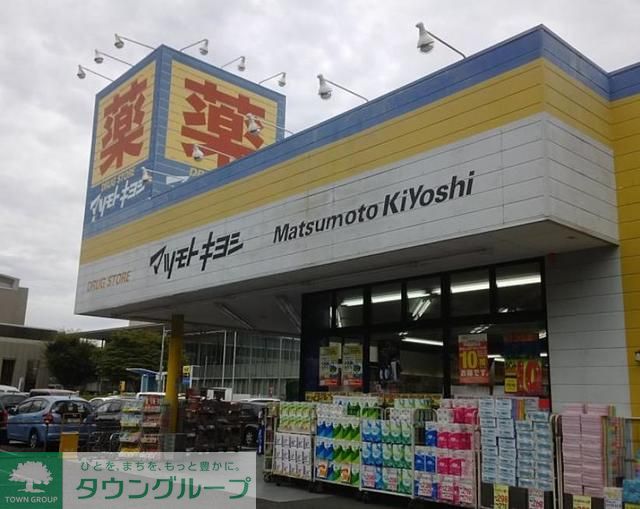 薬
薬
DRUG STORE
マツモトキヨシ
DRUG STORE
マツモトキヨシ
Matsumoto KiYoshi
10
TOWN GROUP
ひとを、まちを、もっと豊かに。
タウングループ